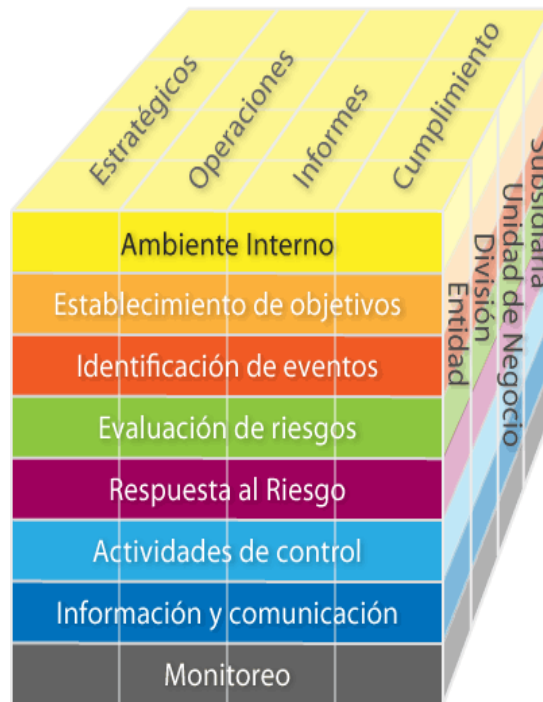 Estratégicos
Operaciones
Informes
Cumplimiento
Ambiente Interno
Establecimiento de objetivos
Identificación de eventos
Evaluación de riesgos
Respuesta al Riesgo
Actividades de control
Información y comunicación
Monitoreo
Entidad
División
Unidad de Negocio
Subsidiaria